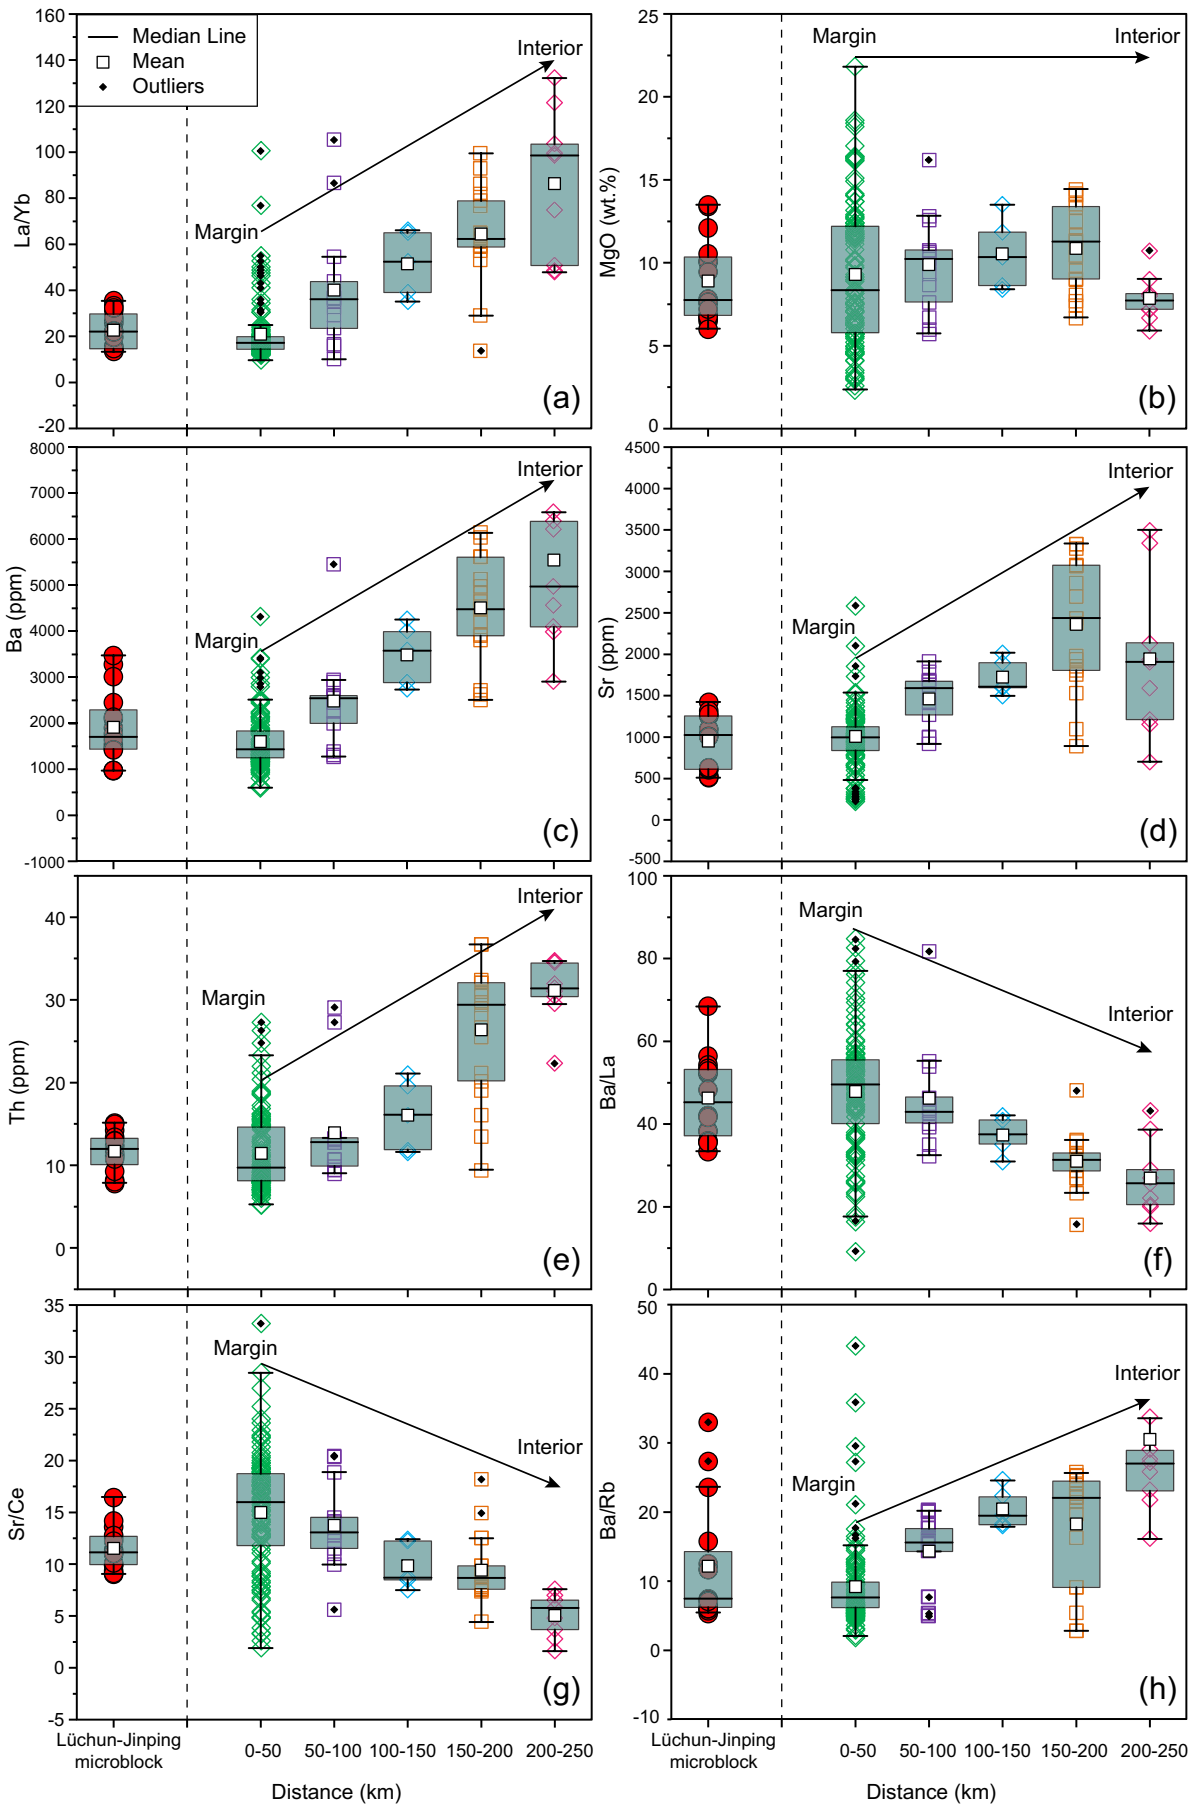 160
140
120
100
80
60
40
20
0
-20
La/Yb
Median Line
Mean
Outliers
Margin
Interior
(a)
25
20
15
10
5
0
MgO (wt.%)
Margin
Interior
(b)
8000
7000
6000
5000
4000
3000
2000
1000
0
-1000
Ba (ppm)
Margin
Interior
(c)
4500
4000
3500
3000
2500
2000
1500
1000
500
0
-500
Sr (ppm)
Margin
Interior
(d)
40
30
20
10
0
Th (ppm)
Margin
Interior
(e)
100
80
60
40
20
0
Ba/La
Margin
Interior
(f)
35
30
25
20
15
10
5
0
-5
Sr/Ce
Margin
Interior
(g)
Lüchun-Jinping
microblock
0-50
50-100
100-150
150-200
200-250
Distance (km)
50
40
30
20
10
0
-10
Ba/Rb
Margin
Interior
(h)
Lüchun-Jinping
microblock
0-50
50-100
100-150
150-200
200-250
Distance (km)